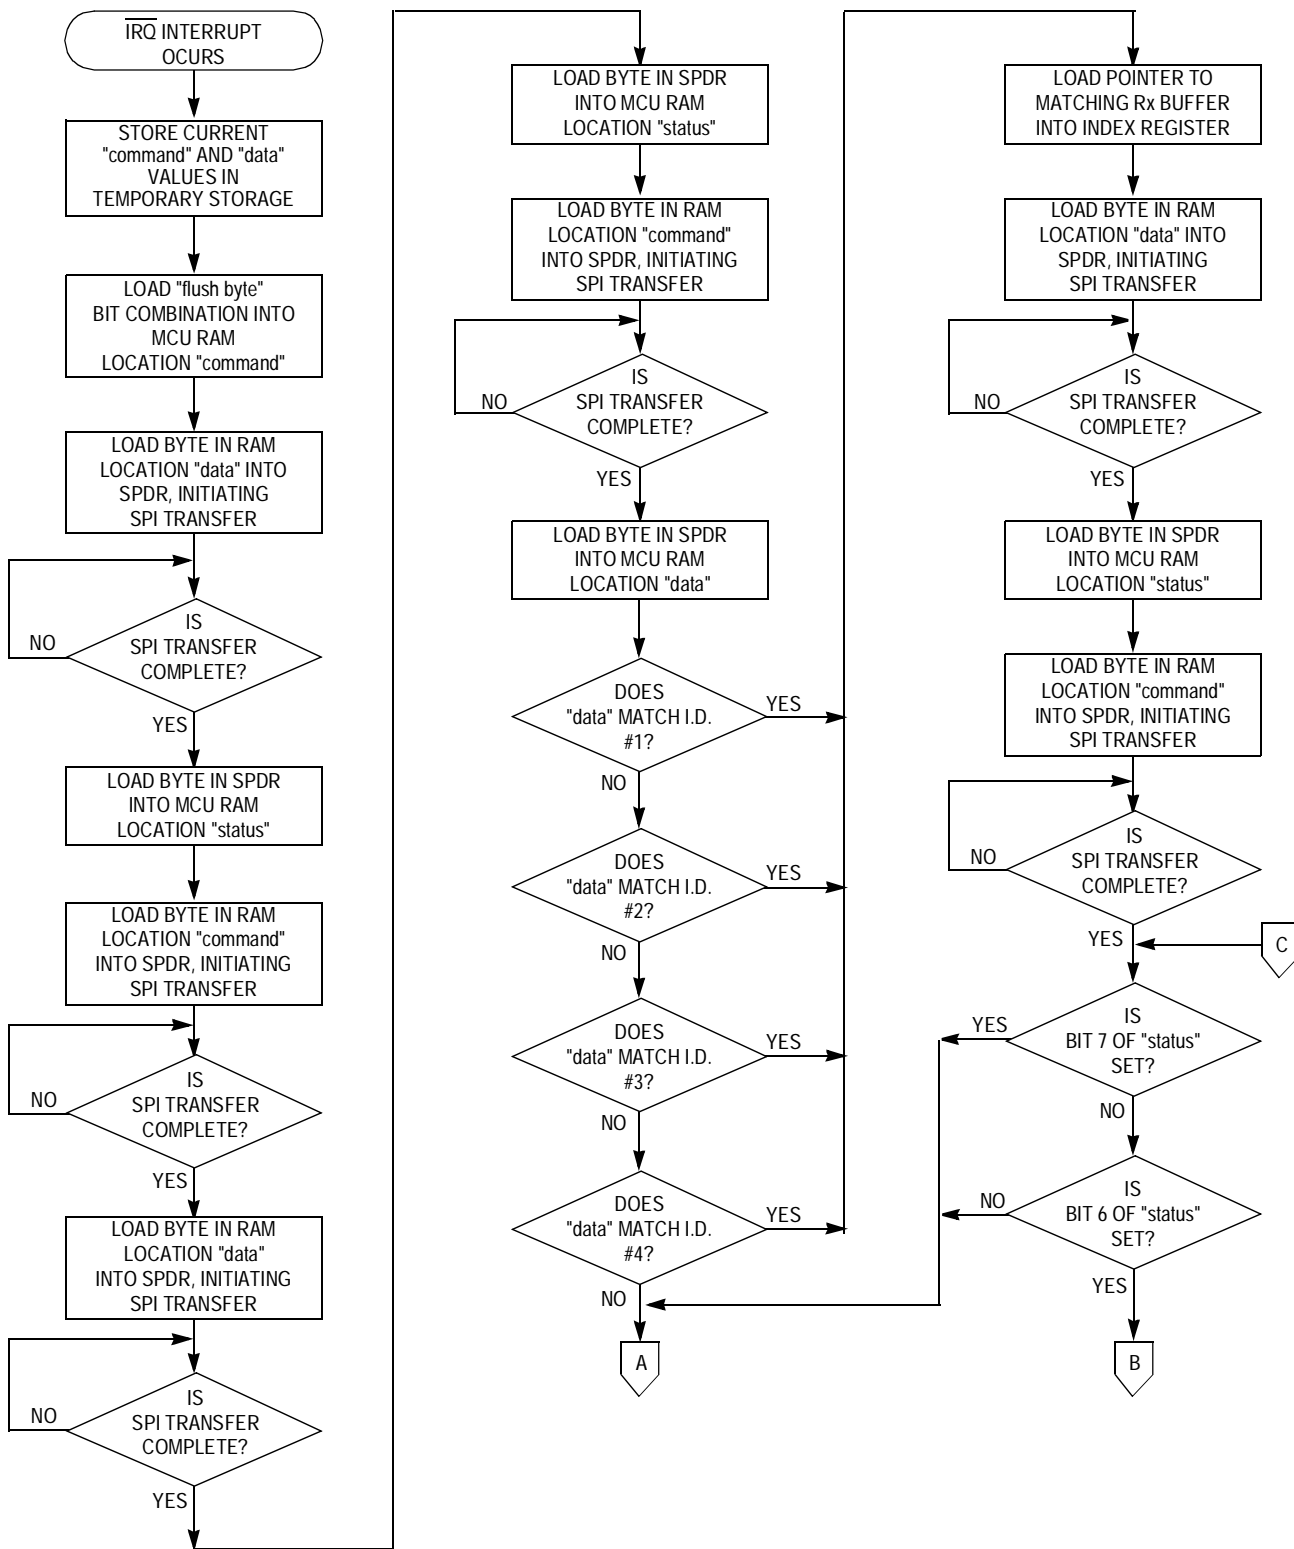 IRQ INTERRUPT
OCURS
STORE CURRENT
"command" AND "data"
VALUES IN
TEMPORARY STORAGE
LOAD "flush byte"
BIT COMBINATION INTO
MCU RAM
LOCATION "command"
LOAD BYTE IN RAM
LOCATION "data" INTO
SPDR, INITIATING
SPI TRANSFER
IS
SPI TRANSFER
COMPLETE?
NO
YES
LOAD BYTE IN SPDR
INTO MCU RAM
LOCATION "status"
LOAD BYTE IN RAM
LOCATION "command"
INTO SPDR, INITIATING
SPI TRANSFER
IS
SPI TRANSFER
COMPLETE?
NO
YES
LOAD BYTE IN RAM
LOCATION "data"
INTO SPDR, INITIATING
SPI TRANSFER
IS
SPI TRANSFER
COMPLETE?
NO
YES
LOAD BYTE IN SPDR
INTO MCU RAM
LOCATION "status"
LOAD BYTE IN RAM
LOCATION "command"
INTO SPDR, INITIATING
SPI TRANSFER
IS
SPI TRANSFER
COMPLETE?
NO
YES
LOAD BYTE IN SPDR
INTO MCU RAM
LOCATION "data"
DOES
"data" MATCH I.D.
#1?
YES
NO
DOES
"data" MATCH I.D.
#2?
YES
NO
DOES
"data" MATCH I.D.
#3?
YES
NO
DOES
"data" MATCH I.D.
#4?
YES
NO
A
LOAD POINTER TO
MATCHING Rx BUFFER
INTO INDEX REGISTER
LOAD BYTE IN RAM
LOCATION "data" INTO
SPDR, INITIATING
SPI TRANSFER
IS
SPI TRANSFER
COMPLETE?
NO
YES
LOAD BYTE IN SPDR
INTO MCU RAM
LOCATION "status"
LOAD BYTE IN RAM
LOCATION "command"
INTO SPDR, INITIATING
SPI TRANSFER
IS
SPI TRANSFER
COMPLETE?
NO
YES
C
IS
BIT 7 OF "status"
SET?
YES
NO
IS
BIT 6 OF "status"
SET?
NO
YES
B